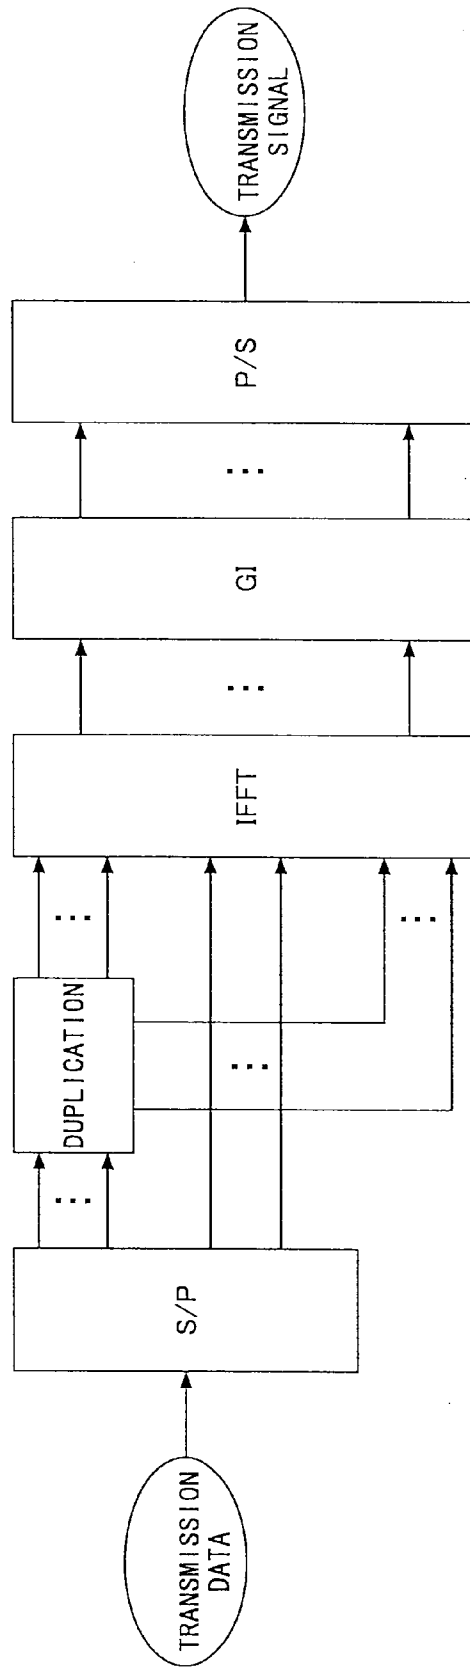 TRANSMISSION
DATA
S/P
DUPLICATION
IFFT
GI
P/S
TRANSMISSION
SIGNAL